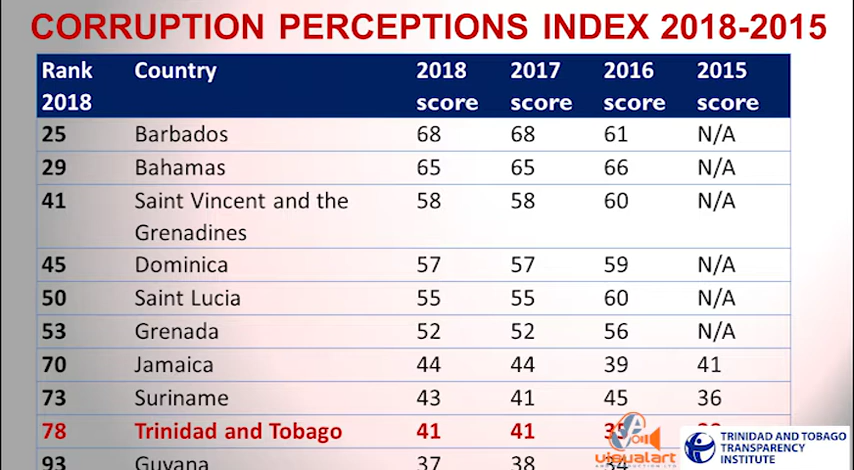 CORRUPTION PERCEPTIONS INDEX 2018-2015
Rank 2018 Country 2018 score 2017 score 2016 score 2015 score
25 Barbados 68 68 61 N/A
29 Bahamas 65 65 66 N/A
41 Saint Vincent and the Grenadines 58 58 60 N/A
45 Dominica 57 57 59 N/A
50 Saint Lucia 55 55 60 N/A
53 Grenada 52 52 56 N/A
70 Jamaica 44 44 39 41
73 Suriname 43 41 45 36
78 Trinidad and Tobago 41 41
93 Guyana 37 38 34
visualart
TRINIDAD AND TOBAGO
TRANSPARENCY
INSTITUTE